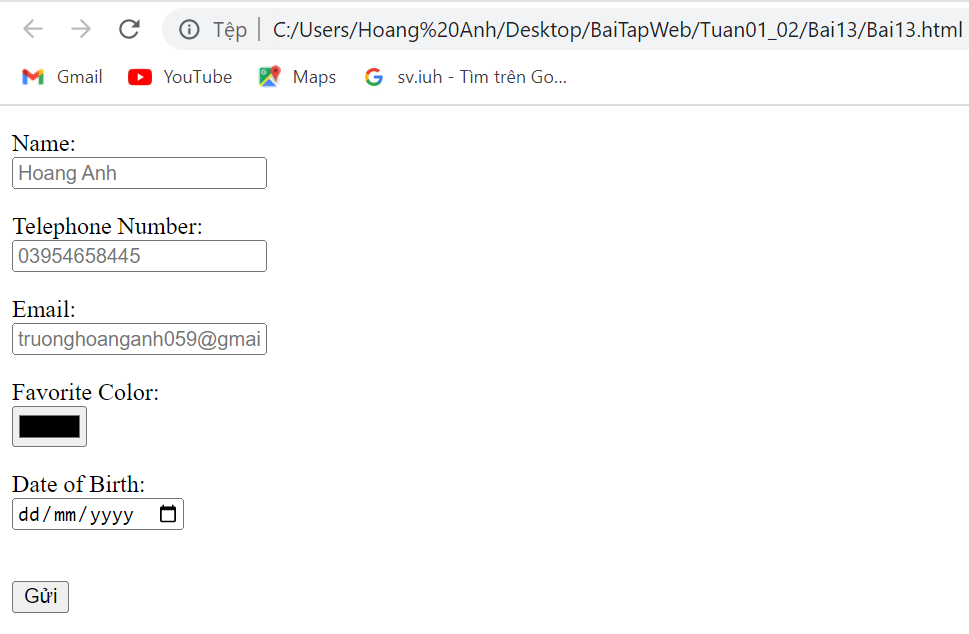 Tệp C:/Users/Hoang%20Anh/Desktop/BaiTapWeb/Tuan01_02/Bai13/Bai13.html
Gmail YouTube Maps sv.iuh - Tìm trên Go...
Name:
Hoang Anh
Telephone Number:
03954658445
Email:
truonghoanganh059@gmai
Favorite Color:
Date of Birth:
dd/mm/yyyy
Gửi